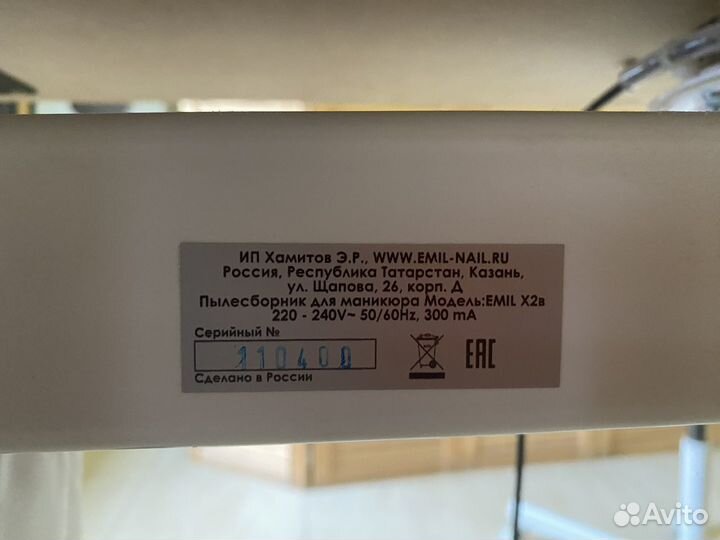 ИП Хамитов Э.Р., WWW.EMIL-NAIL.RU
Россия, Республика Татарстан, Казань,
ул. Щапова, 26, корп. Д
Пылесборник для маникюра Модель:EMIL X2в
220 - 240V~ 50/60Hz, 300 mA
Серийный №
110400
Сделано в России
EAC
Avito